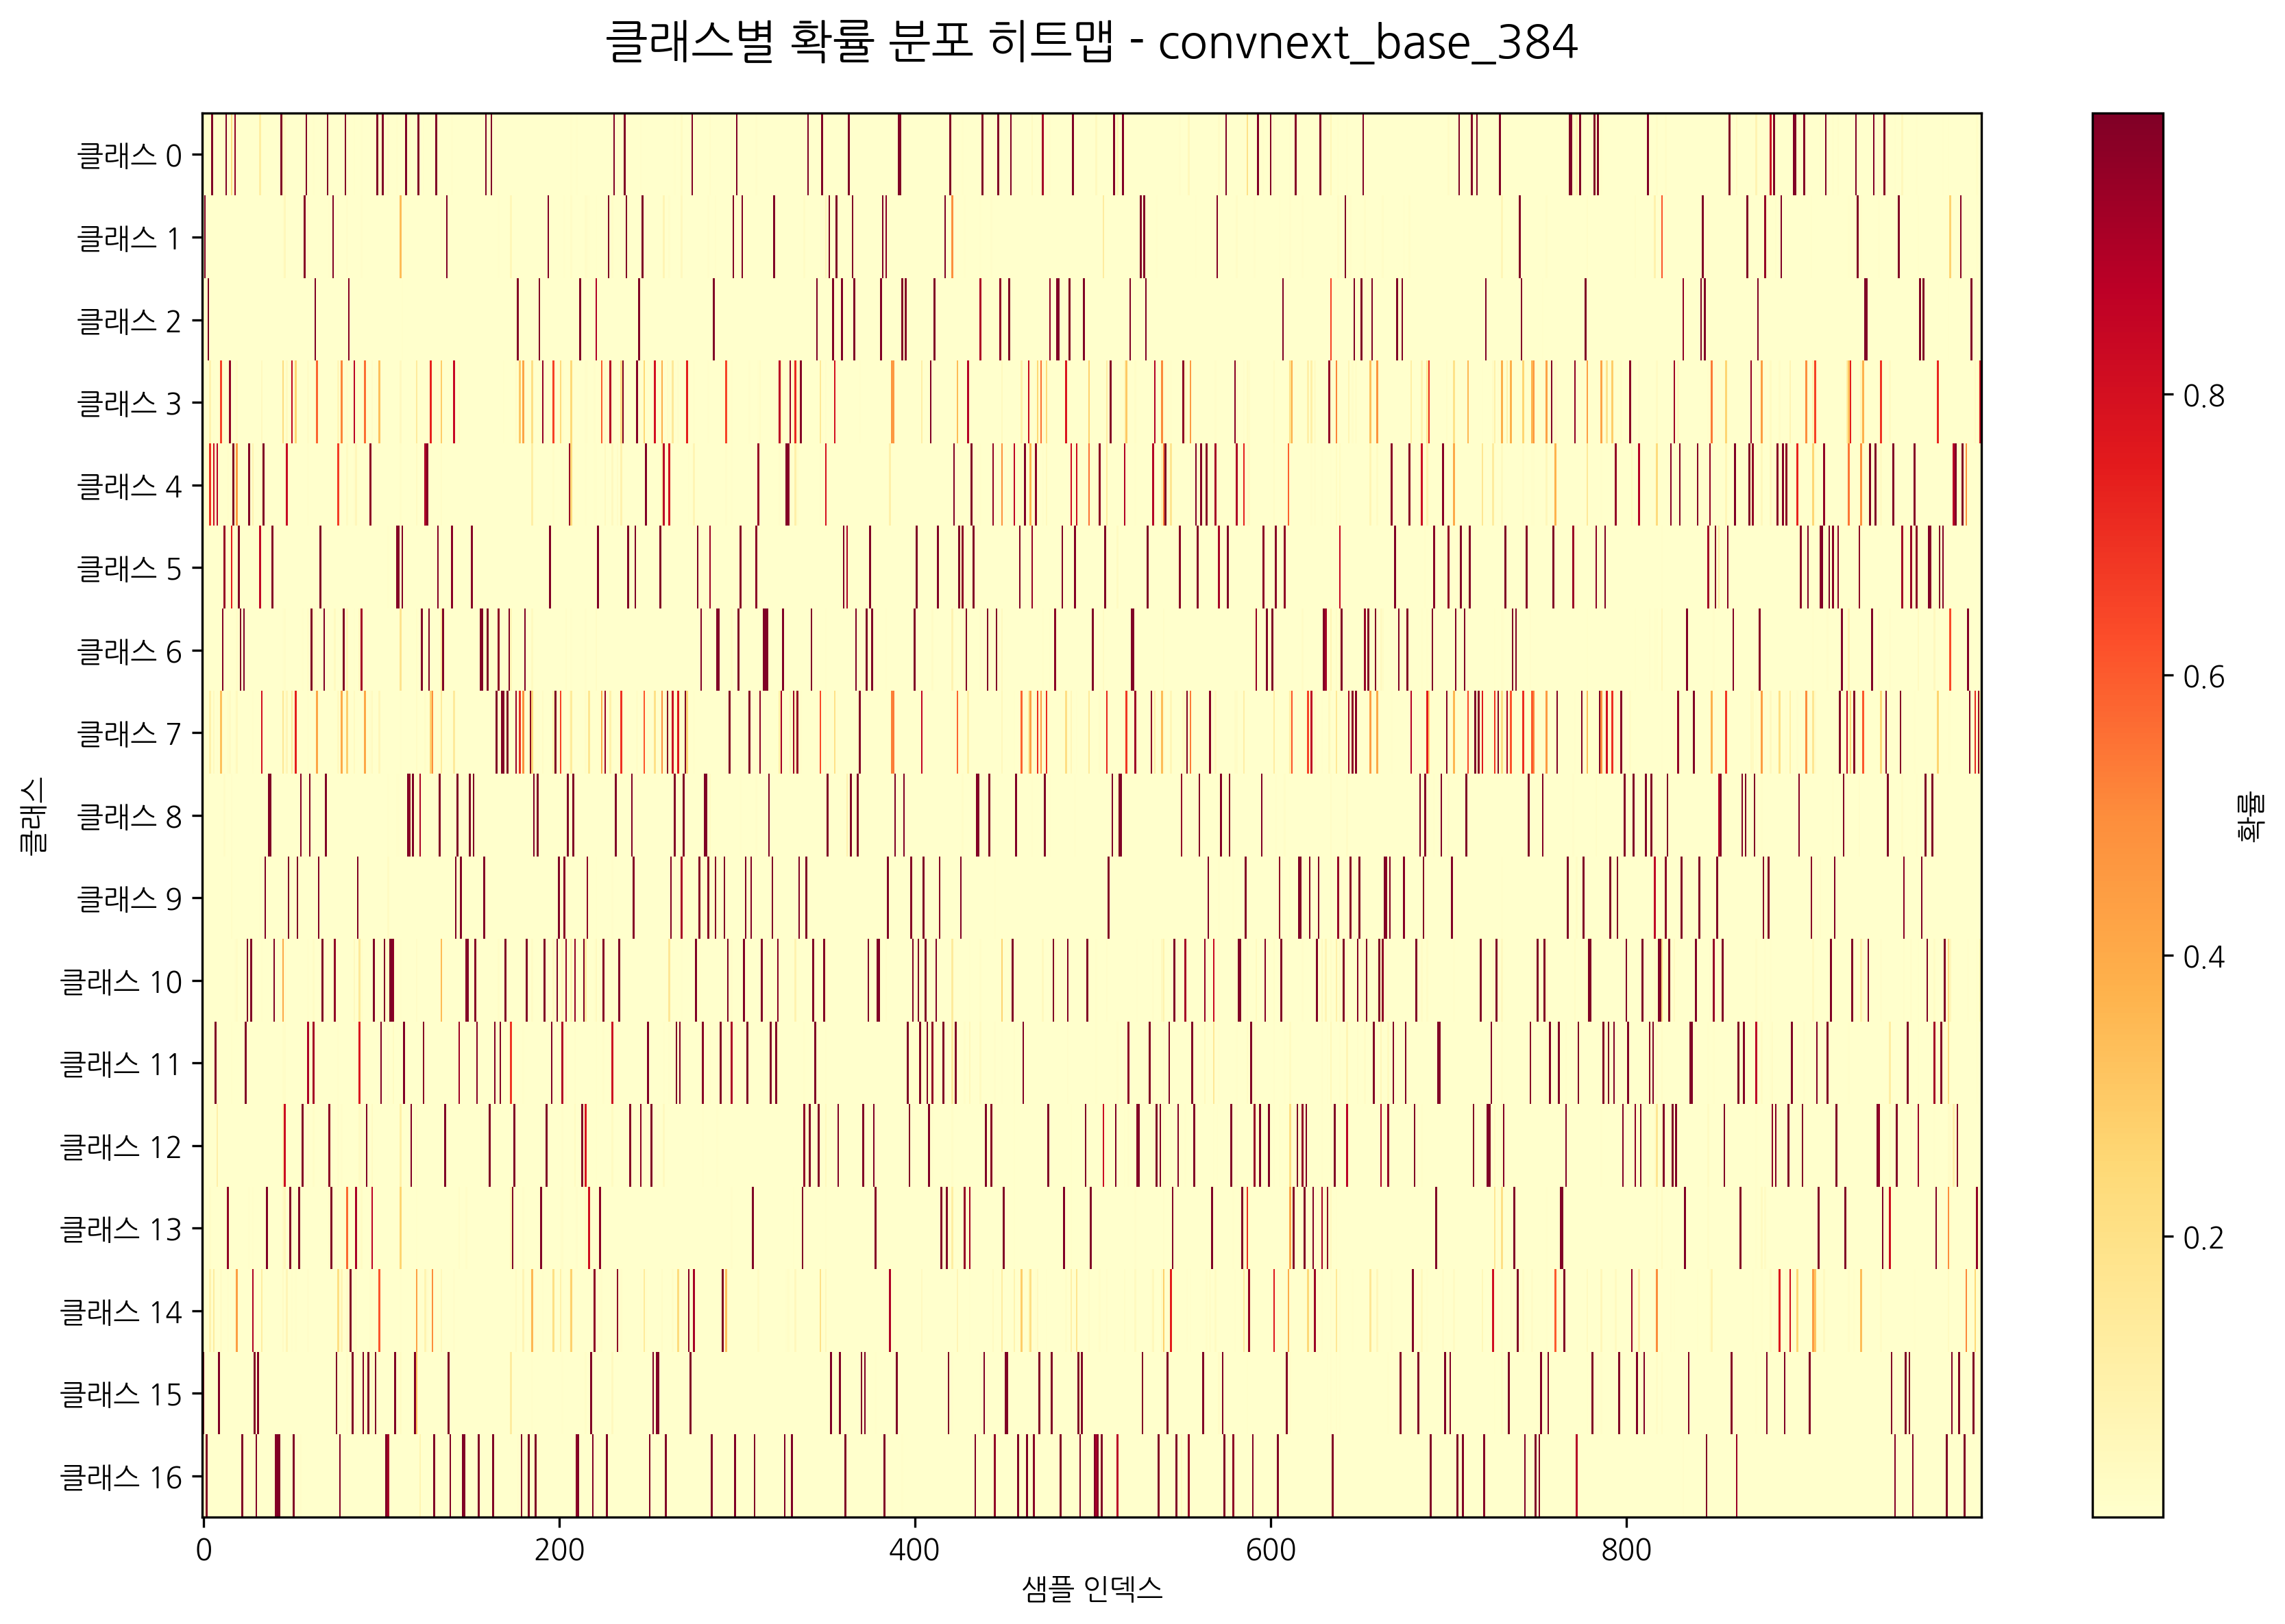 클래스별 확률 분포 히트맵 - convnext_base_384
클래스 0
클래스 1
클래스 2
클래스 3
클래스 4
클래스 5
클래스 6
클래스 7
클래스 8
클래스 9
클래스 10
클래스 11
클래스 12
클래스 13
클래스 14
클래스 15
클래스 16
클래스
0
200
400
600
800
샘플 인덱스
0.8
0.6
0.4
0.2
확률